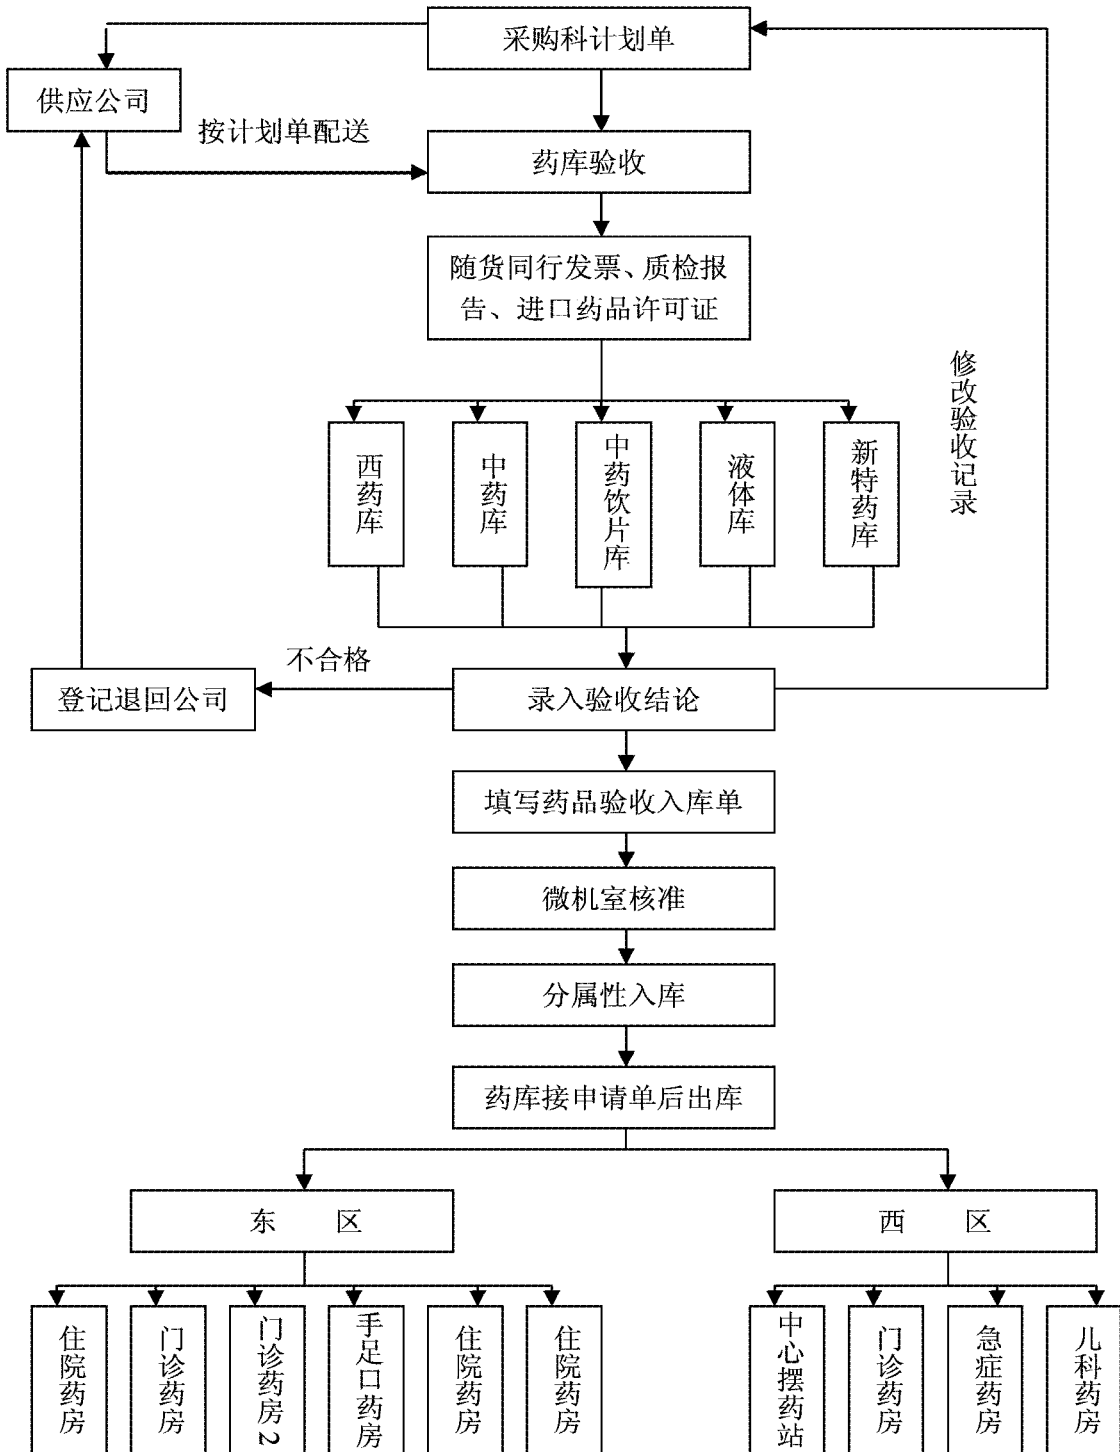 采购科计划单
供应公司
按计划单配送
药库验收
随货同行发票、质检报
告、进口药品许可证
修改验收记录
西药库
中药库
中药饮片库
液体库
新特药库
不合格
登记退回公司
录入验收结论
填写药品验收入库单
微机室核准
分属性入库
药库接申请单后出库
东 区
西 区
住院药房
门诊药房
门诊药房2
手足口药房
住院药房
住院药房
中心摆药站
门诊药房
急症药房
儿科药房